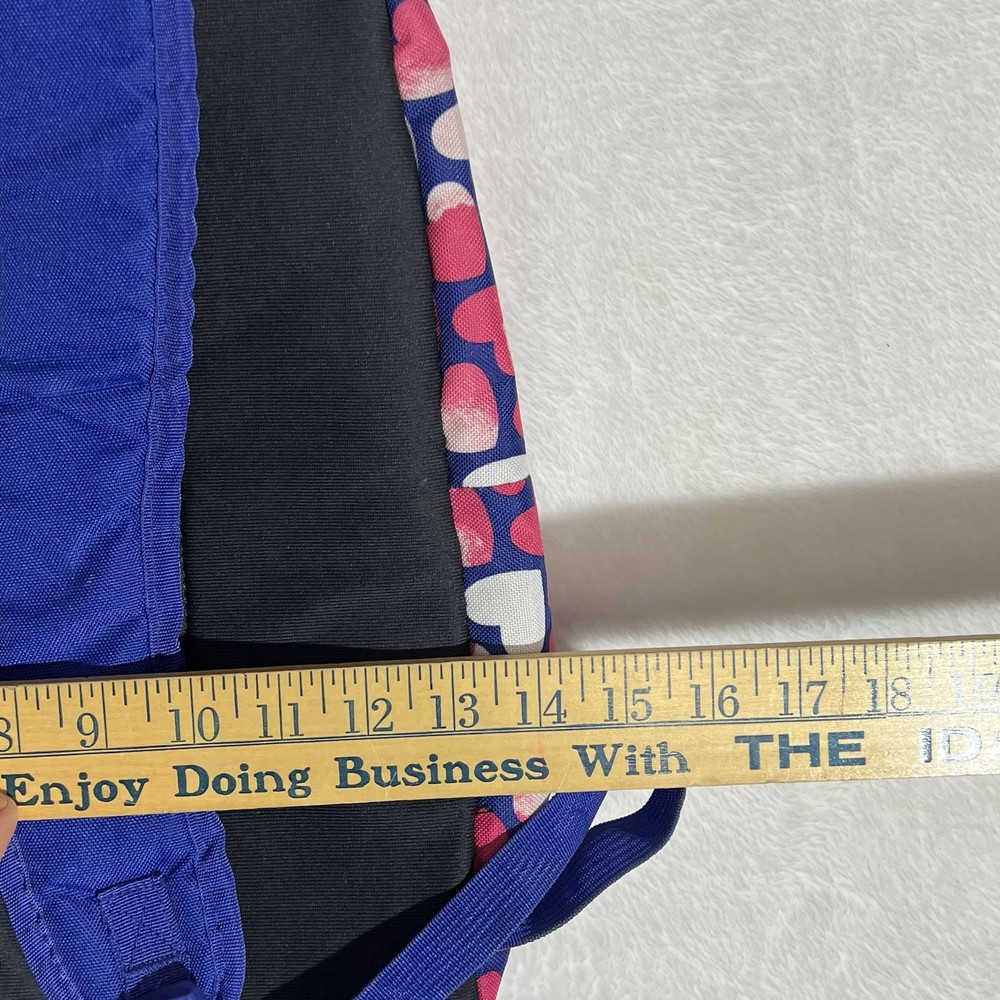 8 9 10 11 12 13 14 15 16 17 18
Enjoy Doing Business With THE